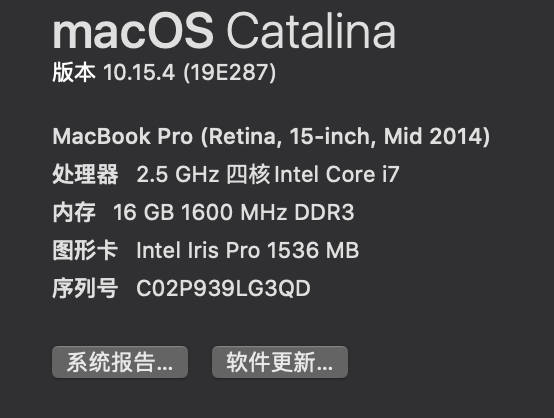 macOS Catalina
版本 10.15.4 (19E287)
MacBook Pro (Retina, 15-inch, Mid 2014)
处理器 2.5 GHz 四核Intel Core i7
内存 16 GB 1600 MHz DDR3
图形卡 Intel Iris Pro 1536 MB
序列号 C02P939LG3QD
系统报告... 软件更新...